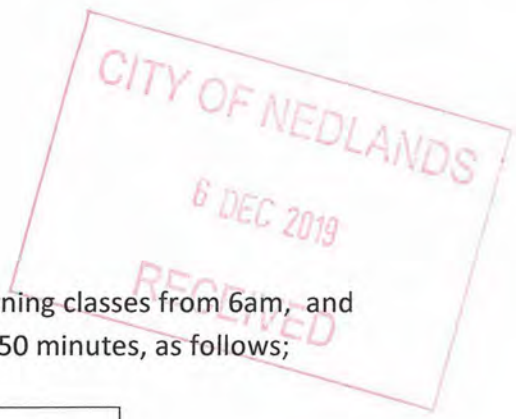 CITY OF NEDLANDS
6 DEC 2019
RECEIVED
ning classes from 6am, and
50 minutes, as follows;